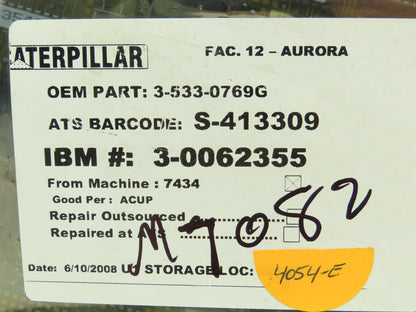 CATERPILLAR
FAC. 12 – AURORA
OEM PART: 3-533-0769G
ATS BARCODE: S-413309
IBM #: 3-0062355
From Machine : 7434
Good Per : ACUP
Repair Outsourced
Repaired at
M7082
Date: 6/10/2008 STORAGE LOC:
4054-E